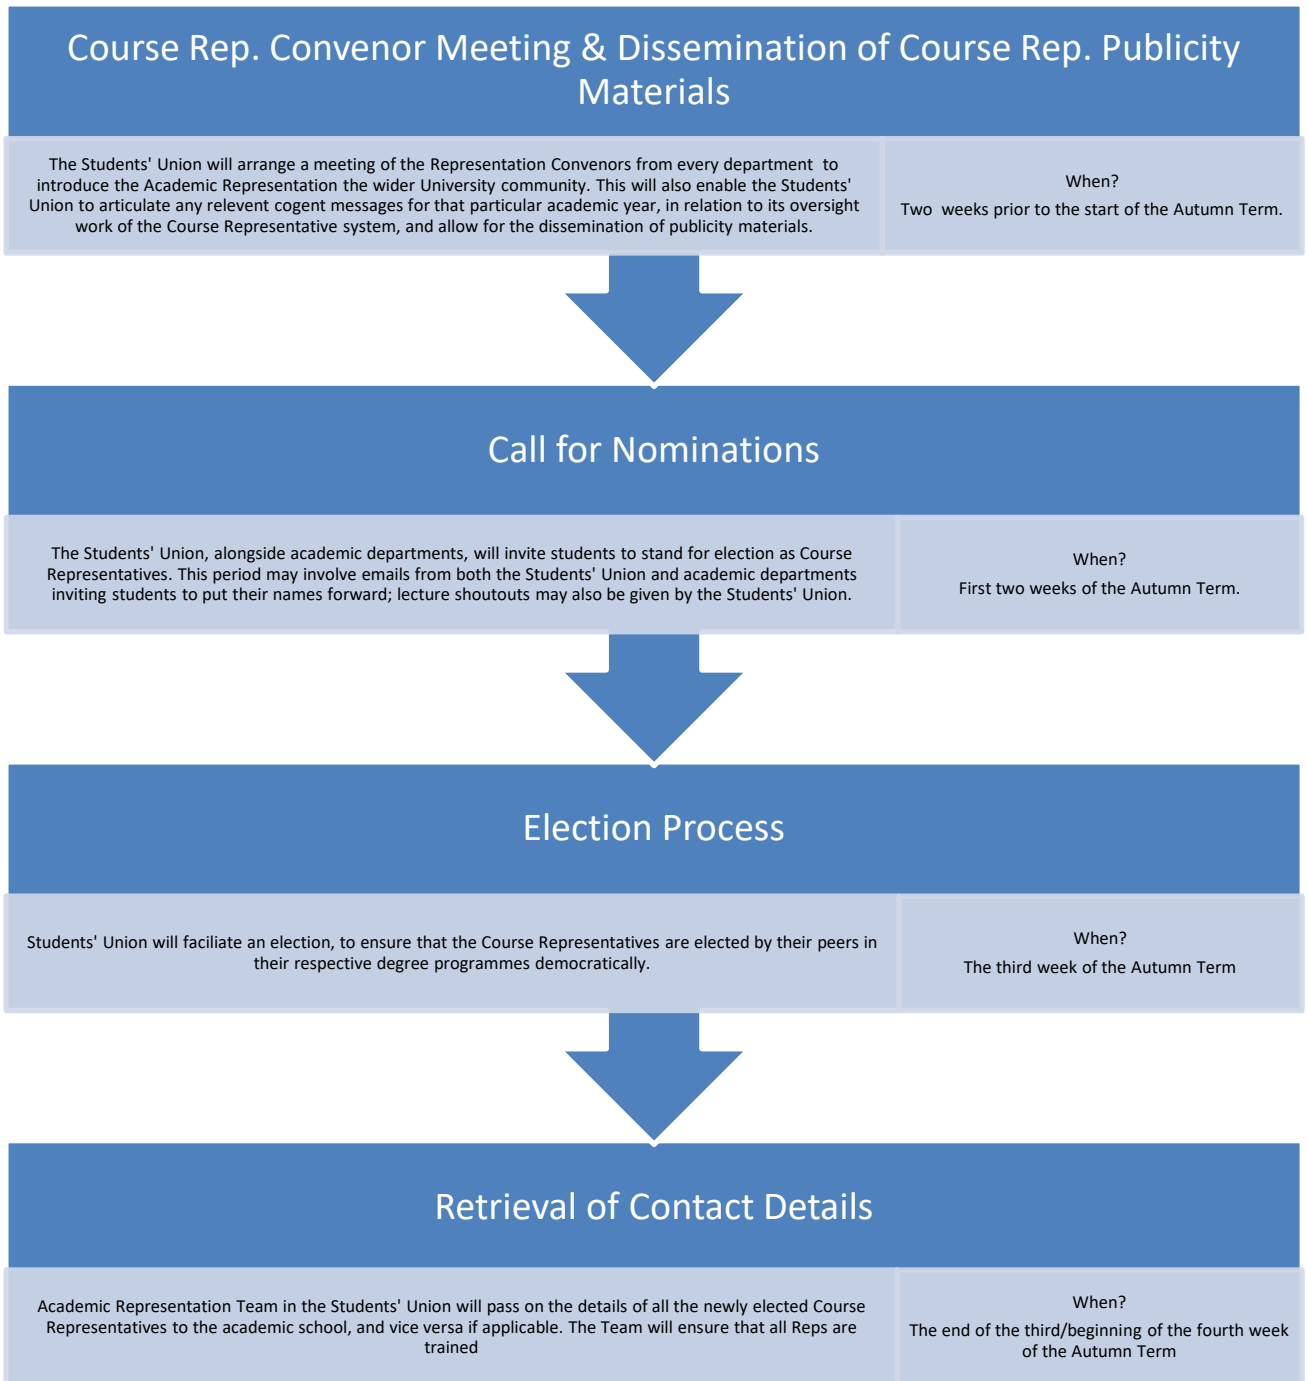 Course Rep. Convenor Meeting & Dissemination of Course Rep. Publicity
Materials
The Students' Union will arrange a meeting of the Representation Convenors from every department to
introduce the Academic Representation the wider University community. This will also enable the Students'
Union to articulate any relevent cogent messages for that particular academic year, in relation to its oversight
work of the Course Representative system, and allow for the dissemination of publicity materials.
When?
Two weeks prior to the start of the Autumn Term.
Call for Nominations
The Students' Union, alongside academic departments, will invite students to stand for election as Course
Representatives. This period may involve emails from both the Students' Union and academic departments
inviting students to put their names forward; lecture shoutouts may also be given by the Students' Union.
When?
First two weeks of the Autumn Term.
Election Process
Students' Union will faciliate an election, to ensure that the Course Representatives are elected by their peers in
their respective degree programmes democratically.
When?
The third week of the Autumn Term
Retrieval of Contact Details
Academic Representation Team in the Students' Union will pass on the details of all the newly elected Course
Representatives to the academic school, and vice versa if applicable. The Team will ensure that all Reps are
trained
When?
The end of the third/beginning of the fourth week
of the Autumn Term